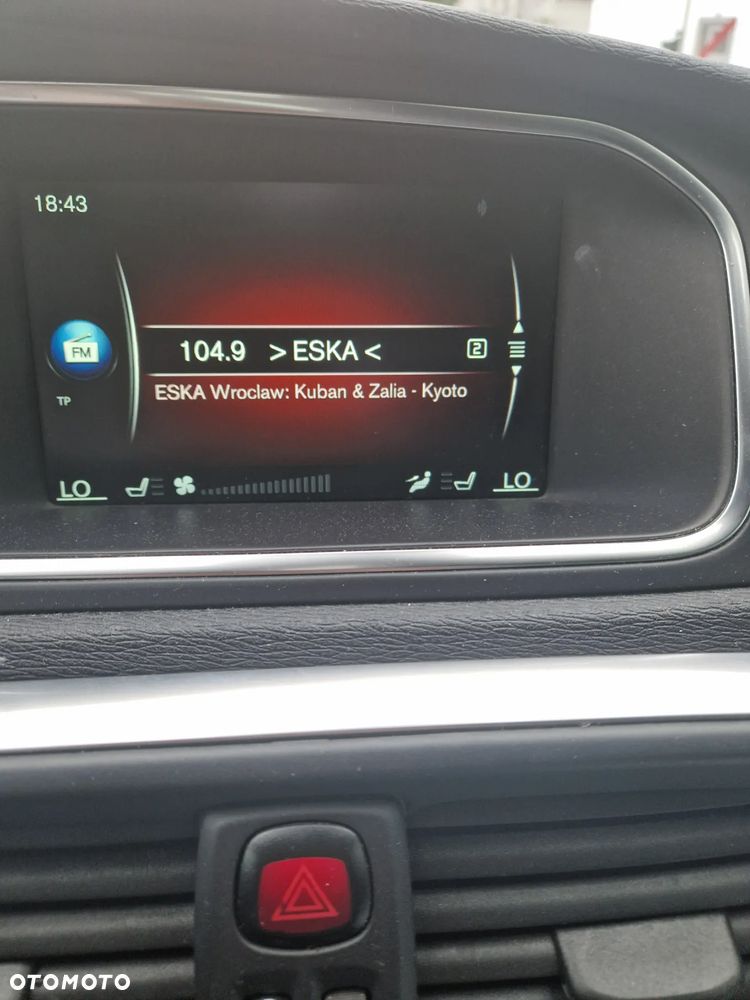 18:43
FM
104.9 > ESKA < 2
TP
ESKA Wroclaw: Kuban & Zalia - Kyoto
LO LO
OTOMOTO